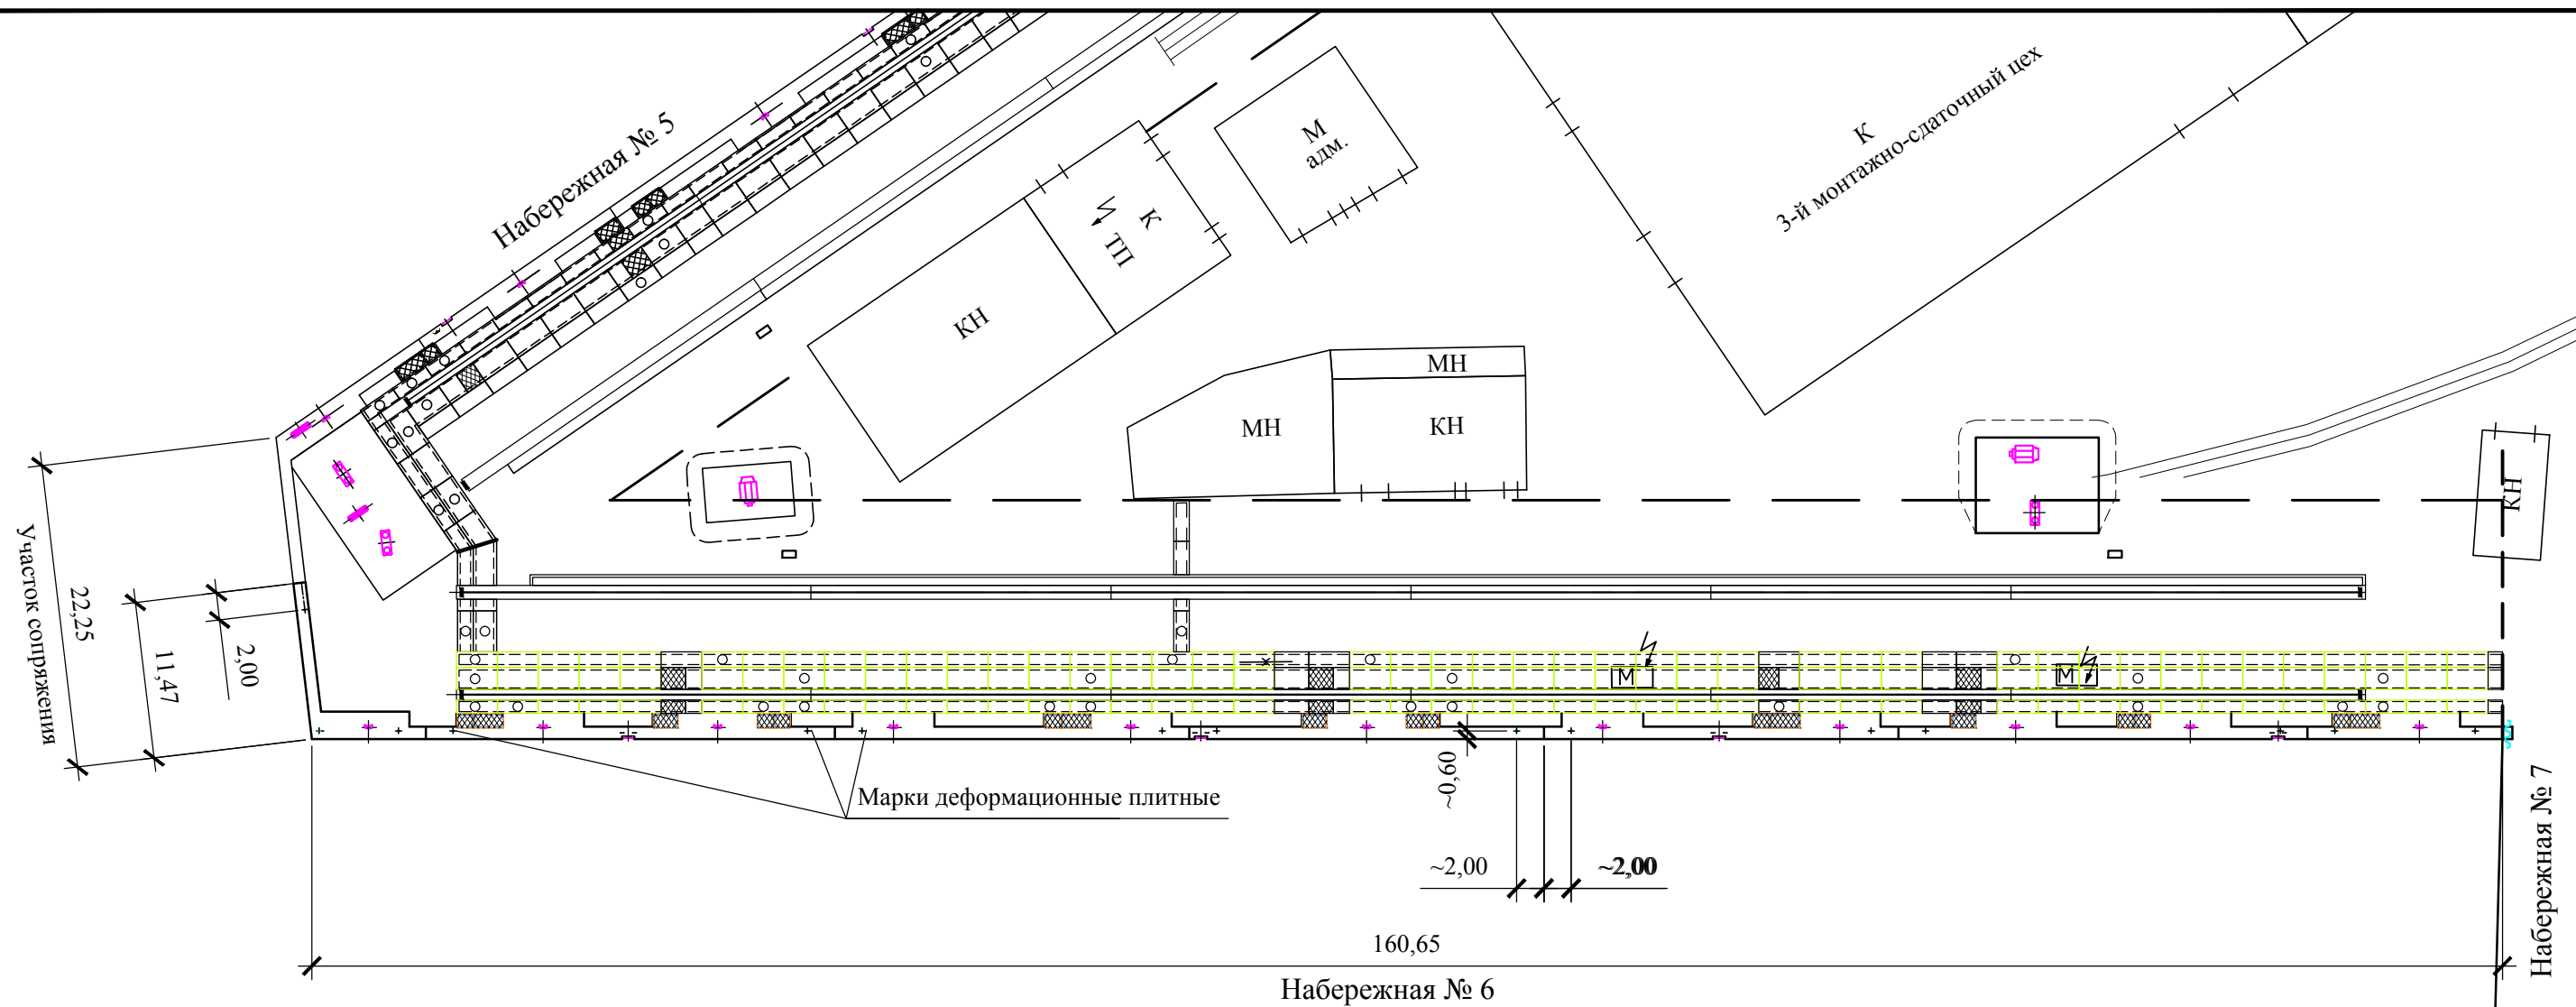 Набережная № 5
К
3-й монтажно-сдаточный цех
М
адм.
К
ТП
КН
МН
МН
КН
КН
Участок сопряжения
22,25
11,47
2,00
М
М
Марки деформационные плитные
~0,60
~2,00
~2,00
160,65
Набережная № 6
Набережная № 7